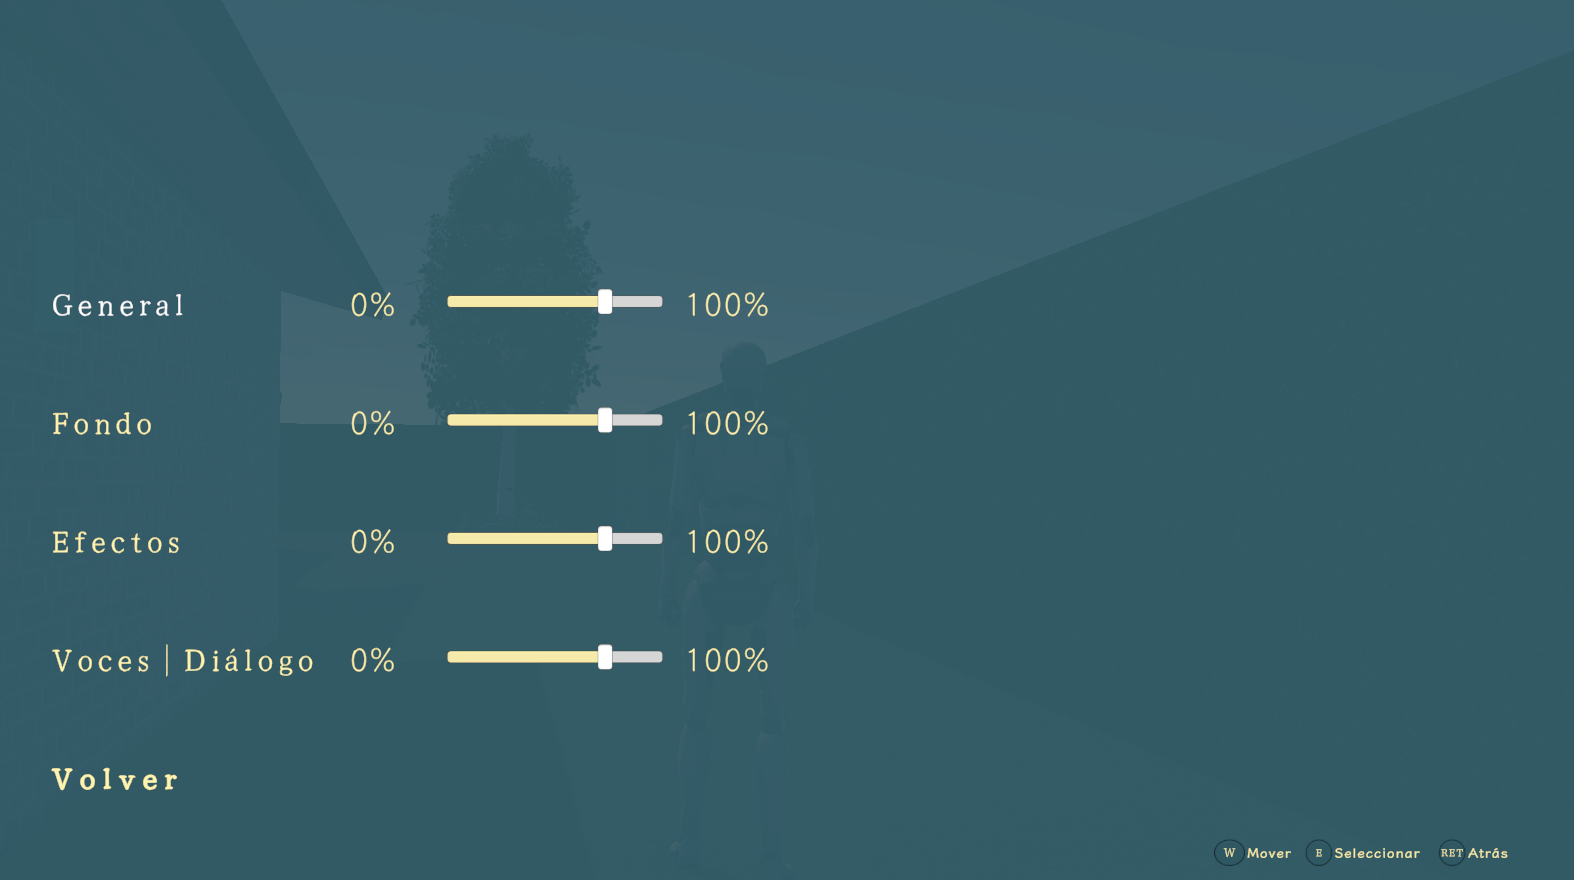 General 0% 100%
Fondo 0% 100%
Efectos 0% 100%
Voces | Diálogo 0% 100%
Volver
W Mover E Seleccionar RET Atrás